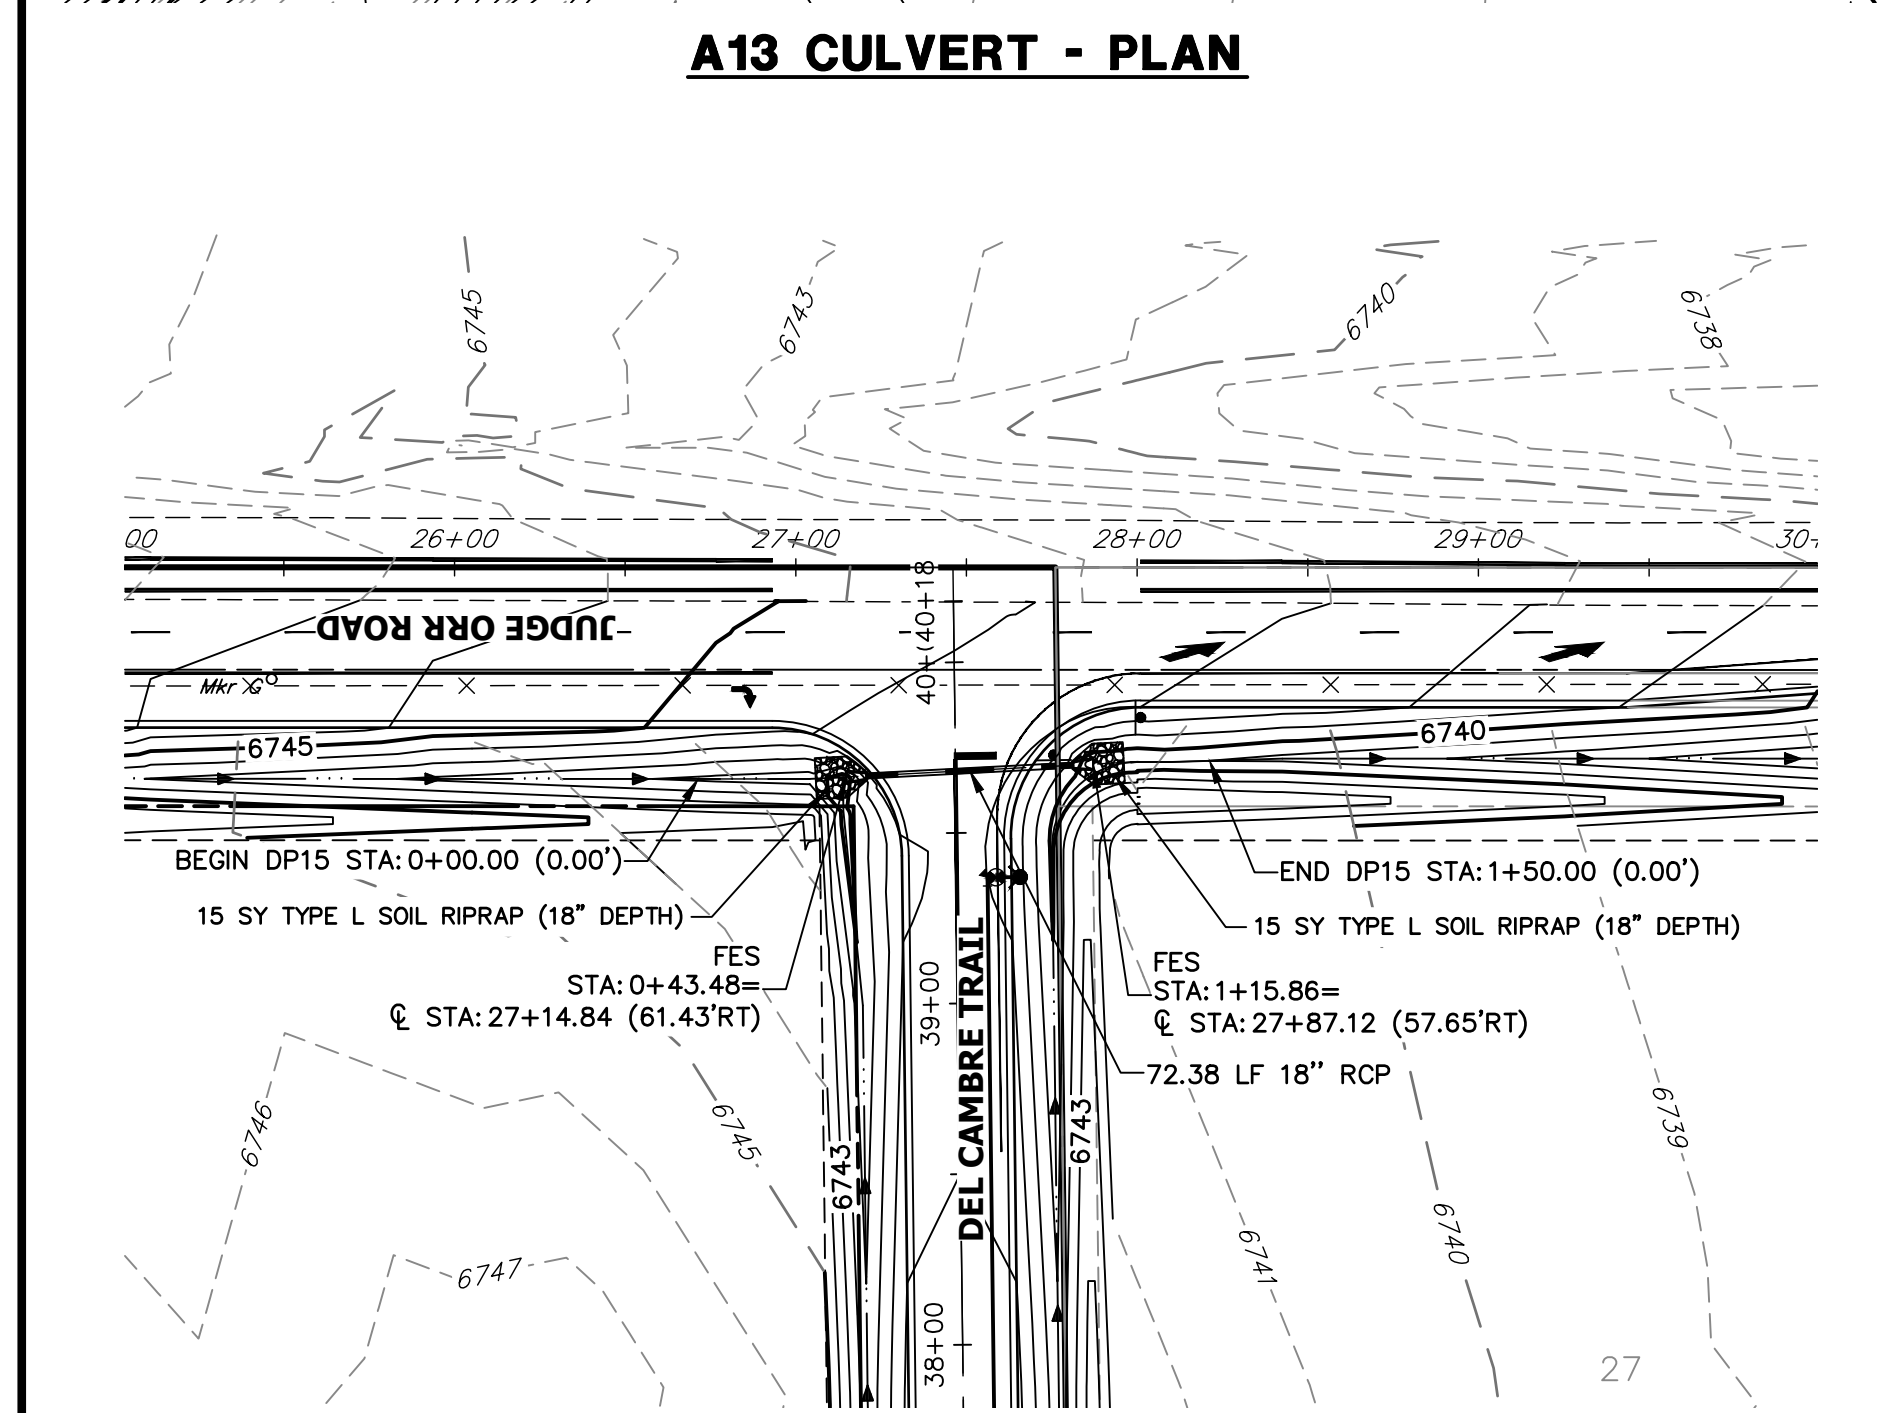 A13 CULVERT - PLAN
6745
6743
6740
6738
00
26+00
27+00
28+00
29+00
30+
JUDGE ORR ROAD
Mkr G
6745
6740
BEGIN DP15 STA: 0+00.00 (0.00')
15 SY TYPE L SOIL RIPRAP (18" DEPTH)
FES
STA: 0+43.48=
℄ STA: 27+14.84 (61.43'RT)
END DP15 STA: 1+50.00 (0.00')
15 SY TYPE L SOIL RIPRAP (18" DEPTH)
FES
STA: 1+15.86=
℄ STA: 27+87.12 (57.65'RT)
72.38 LF 18" RCP
DEL CAMBRE TRAIL
39+00
38+00
6746
6745
6743
6743
6739
6747
6741
6740
27